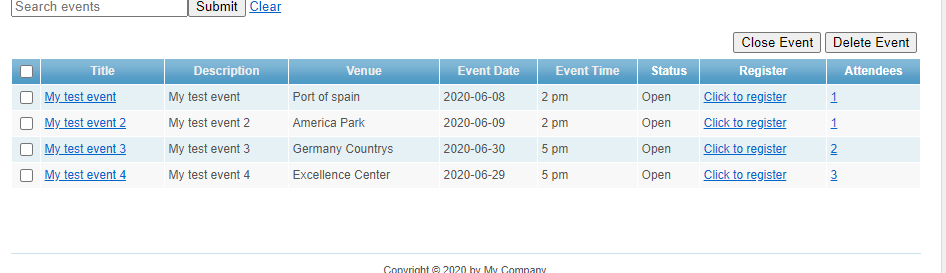 Search events Submit Clear
Close Event Delete Event
Title Description Venue Event Date Event Time Status Register Attendees
My test event My test event Port of spain 2020-06-08 2 pm Open Click to register 1
My test event 2 My test event 2 America Park 2020-06-09 2 pm Open Click to register 1
My test event 3 My test event 3 Germany Countrys 2020-06-30 5 pm Open Click to register 2
My test event 4 My test event 4 Excellence Center 2020-06-29 5 pm Open Click to register 3
Copyright © 2020 by My Company